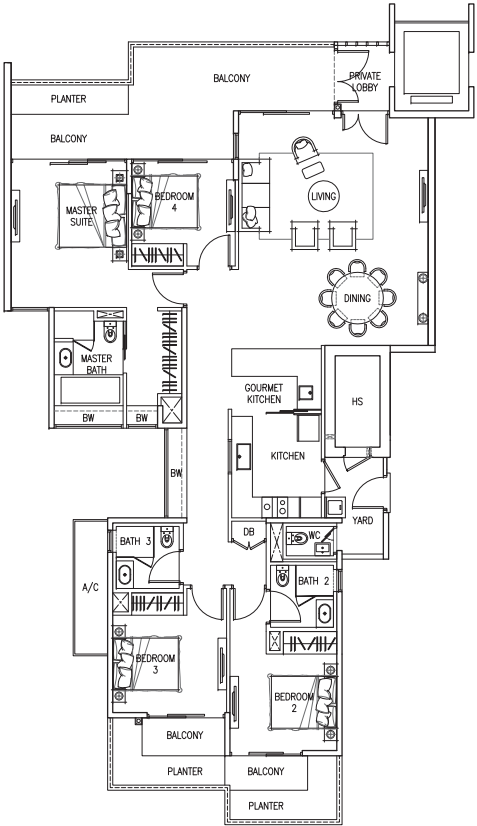 BALCONY
PRIVATE
LOBBY
PLANTER
BALCONY
MASTER
SUITE
BEDROOM
4
LIVING
DINING
MASTER
BATH
GOURMET
KITCHEN
HS
BW
BW
KITCHEN
BW
YARD
DB
WC
BATH 3
A/C
BATH 2
BEDROOM
3
BEDROOM
2
BALCONY
PLANTER
BALCONY
PLANTER